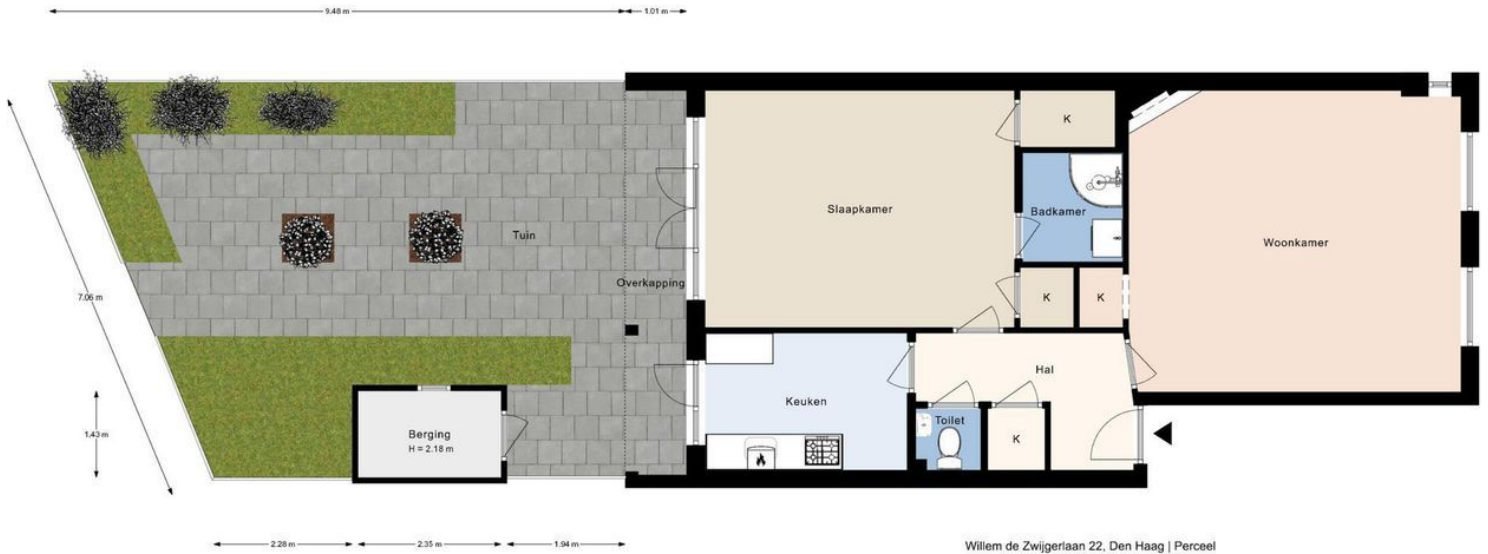 9.48 m
1.01 m
K
Slaapkamer
Badkamer
Tuin
Woonkamer
Overkapping
7.06 m
K
K
Hal
Keuken
Toilet
1.43 m
Berging
H = 2.18 m
K
2.28 m
2.35 m
1.94 m
Willem de Zwijgerlaan 22, Den Haag | Perceel